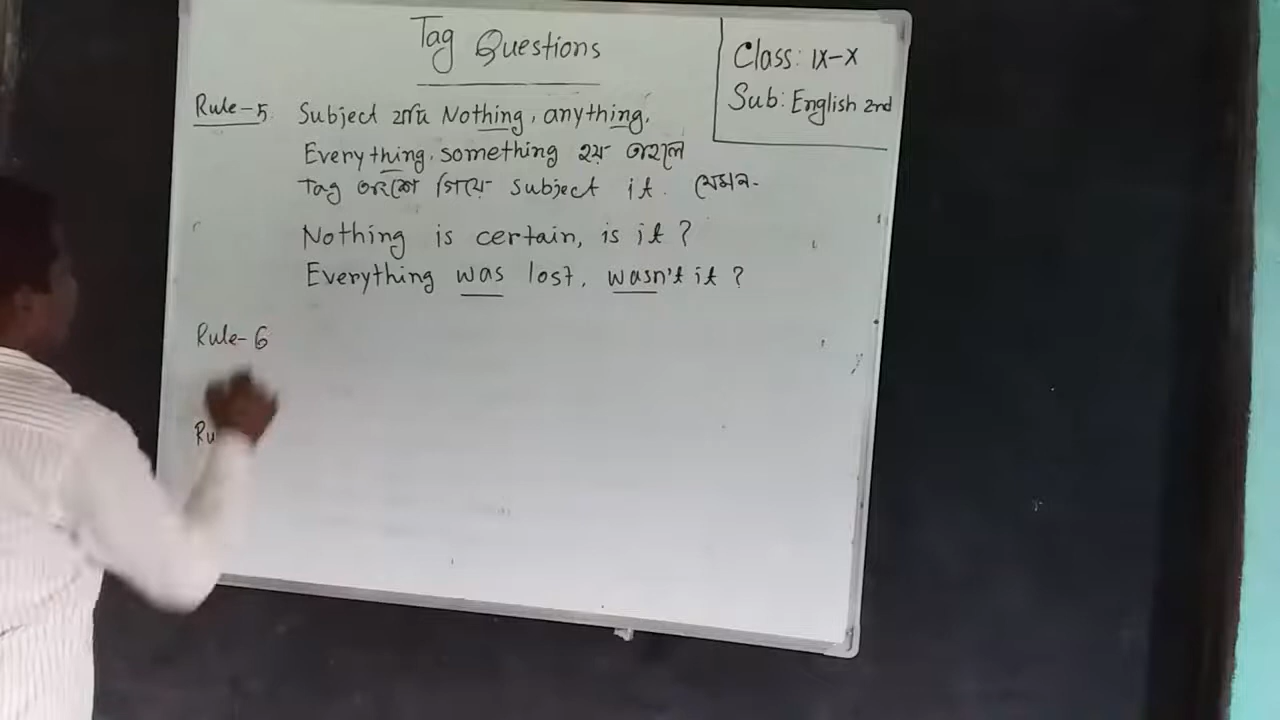 Tag Questions
Class: IX-X
Sub: English 2nd
Rule-5. Subject যদি Nothing, anything,
Everything, something হয় তাহলে
Tag অংশে গিয়ে subject it. যেমন-
Nothing is certain, is it?
Everything was lost, wasn't it?
Rule-6
Ru